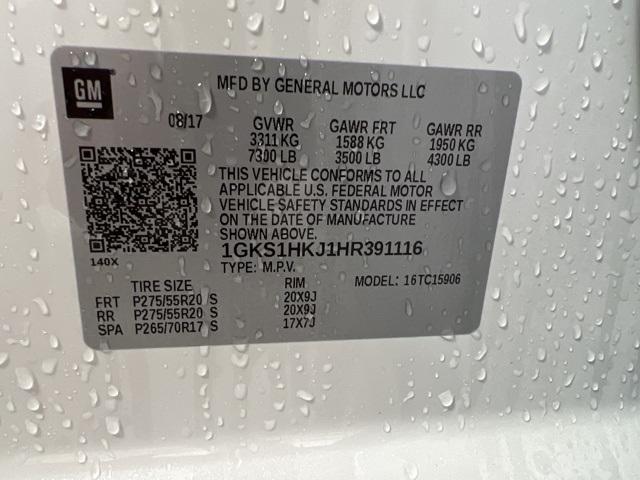 GM
MFD BY GENERAL MOTORS LLC
08/17 GVWR GAWR FRT GAWR RR
3311 KG 1588 KG 1950 KG
7300 LB 3500 LB 4300 LB
THIS VEHICLE CONFORMS TO ALL
APPLICABLE U.S. FEDERAL MOTOR
VEHICLE SAFETY STANDARDS IN EFFECT
ON THE DATE OF MANUFACTURE
SHOWN ABOVE.
1GKS1HKJ1HR391116
140X
TYPE: M.P.V. MODEL: 16TC15906
TIRE SIZE RIM
FRT P275/55R20 S 20X9J
RR P275/55R20 S 20X9J
SPA P265/70R17 S 17X7J